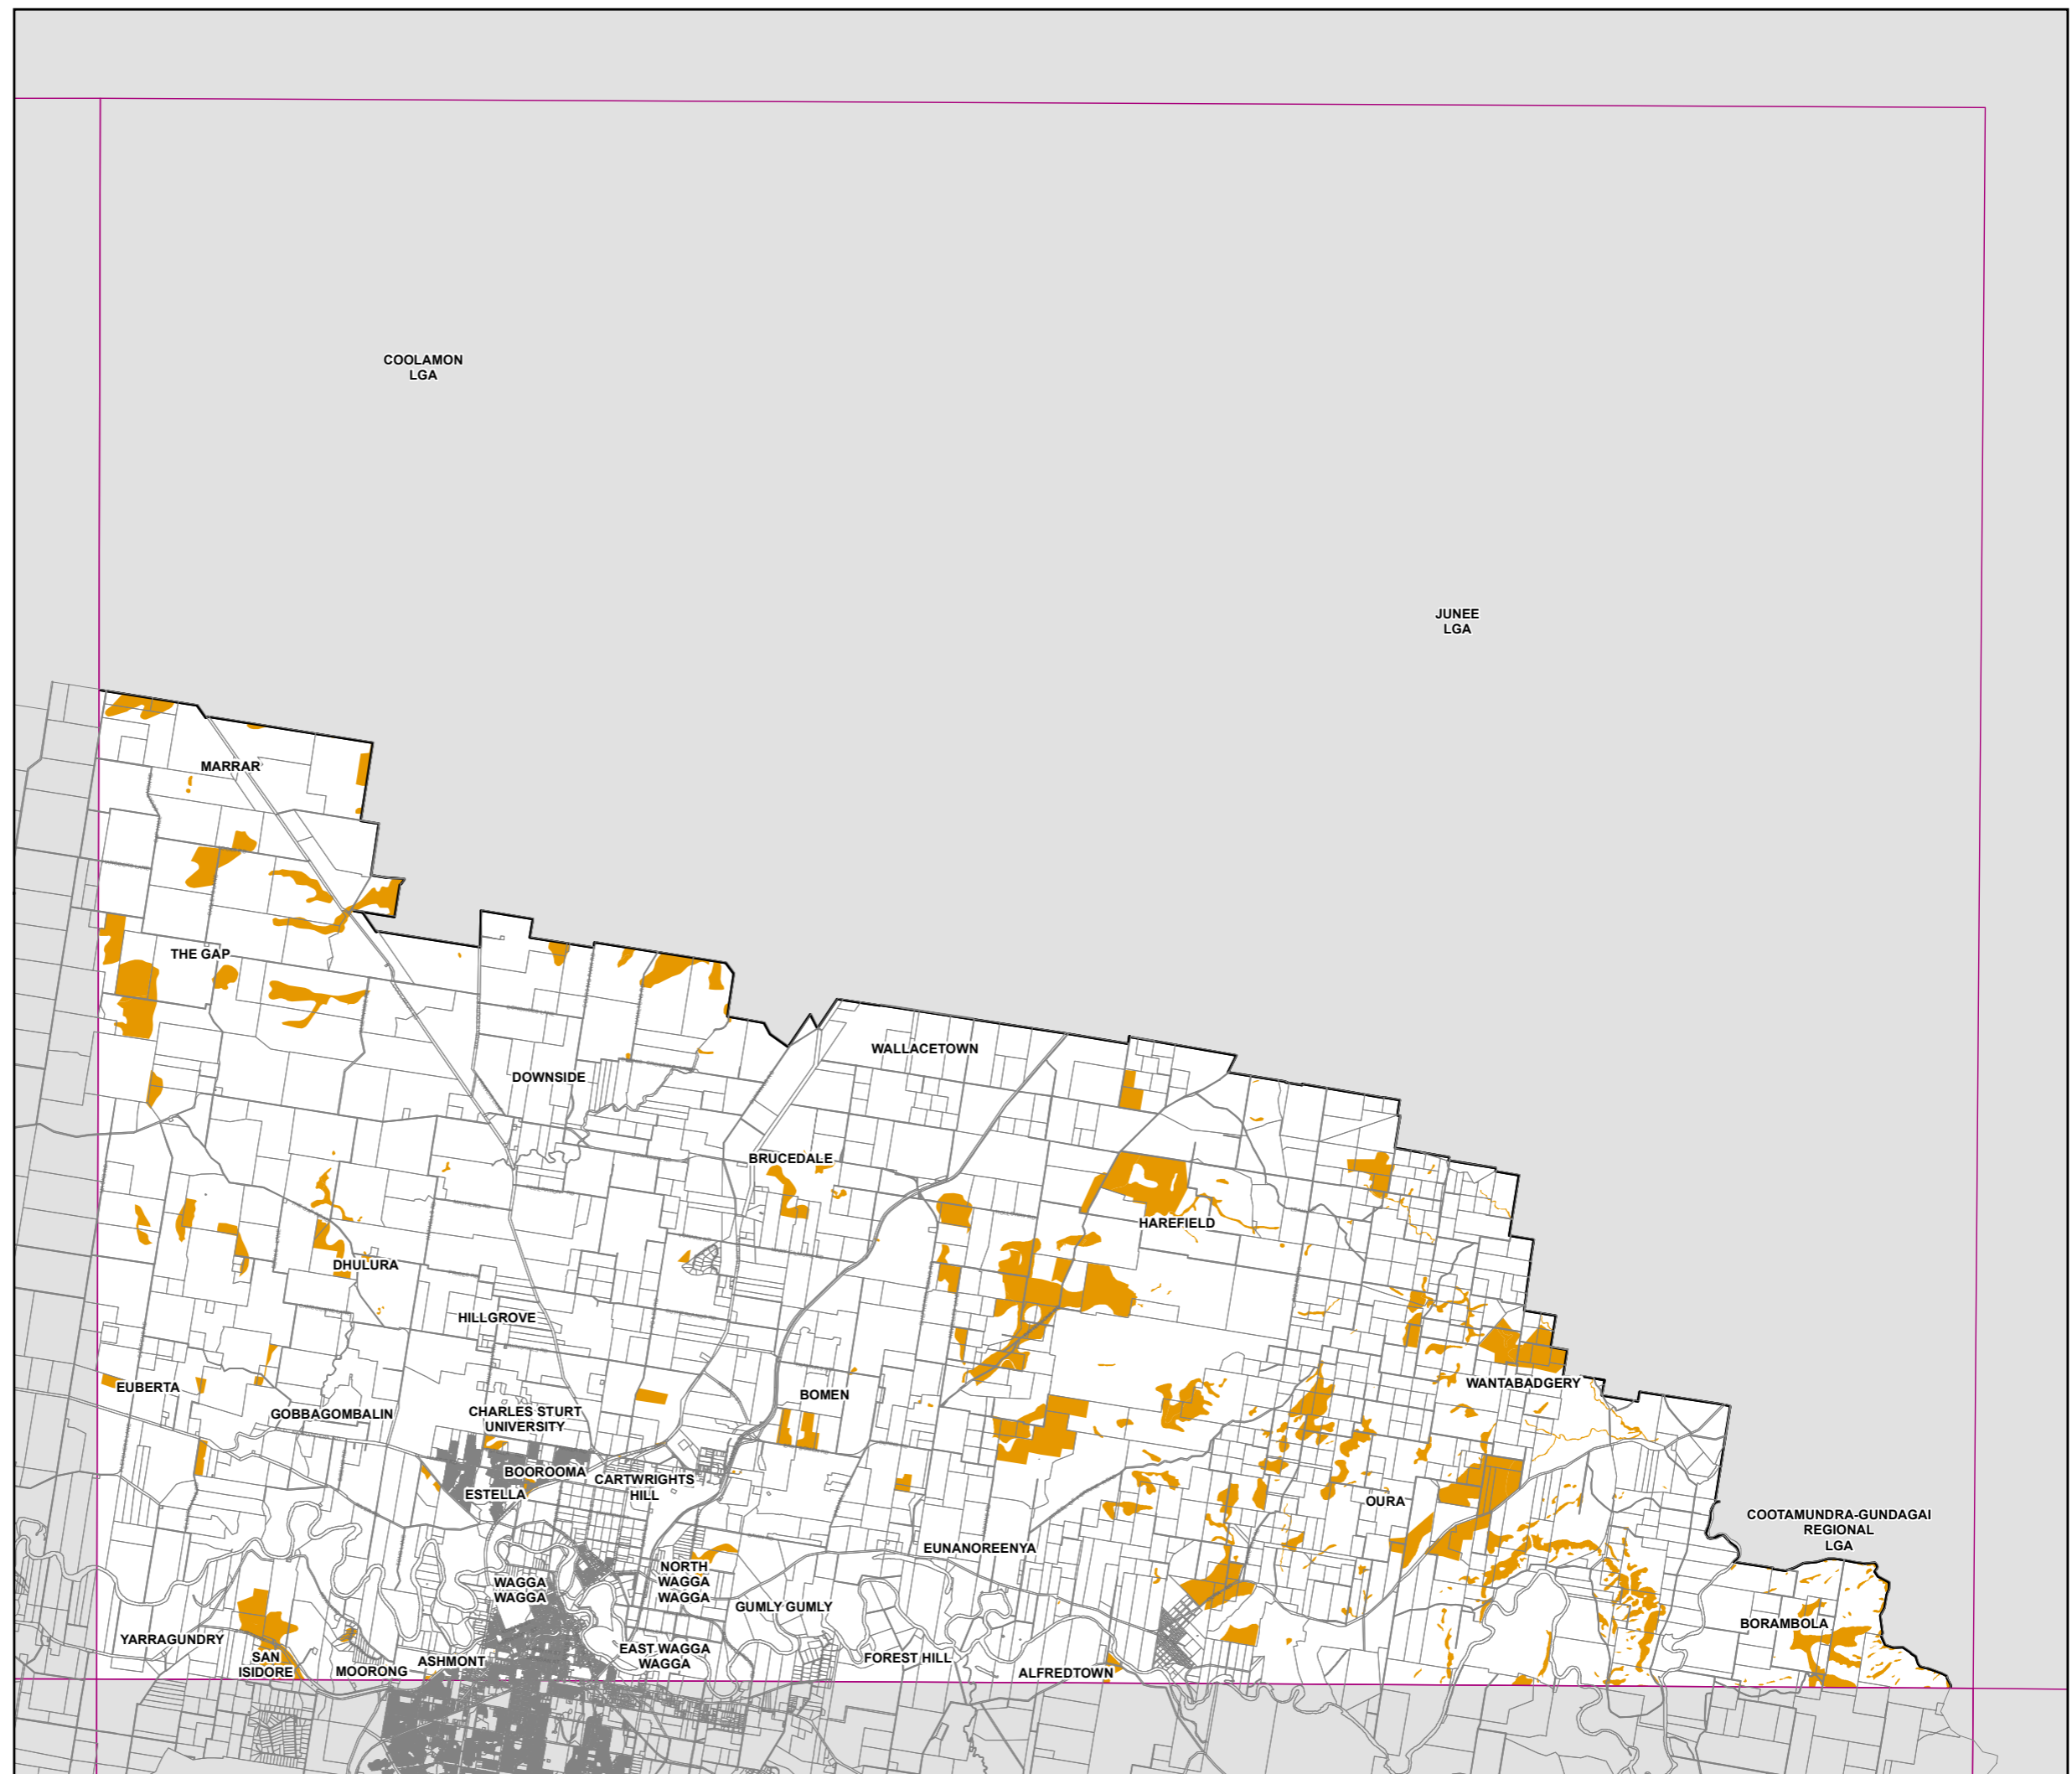 COOLAMON
LGA
JUNEE
LGA
MARRAR
THE GAP
WALLACETOWN
DOWNSIDE
BRUCEDALE
HAREFIELD
DHULURA
HILLGROVE
EUBERTA
WANTABADGERY
BOMEN
GOBBAGOMBALIN
CHARLES STURT
UNIVERSITY
BOOROOMA
CARTWRIGHTS
HILL
ESTELLA
OURA
COOTAMUNDRA-GUNDAGAI
REGIONAL
LGA
EUNANOREENYA
NORTH
WAGGA
WAGGA
WAGGA
WAGGA
GUMLY GUMLY
BORAMBOLA
YARRAGUNDRY
EAST WAGGA
WAGGA
FOREST HILL
SAN
ISIDORE
MOORONG
ASHMONT
ALFREDTOWN